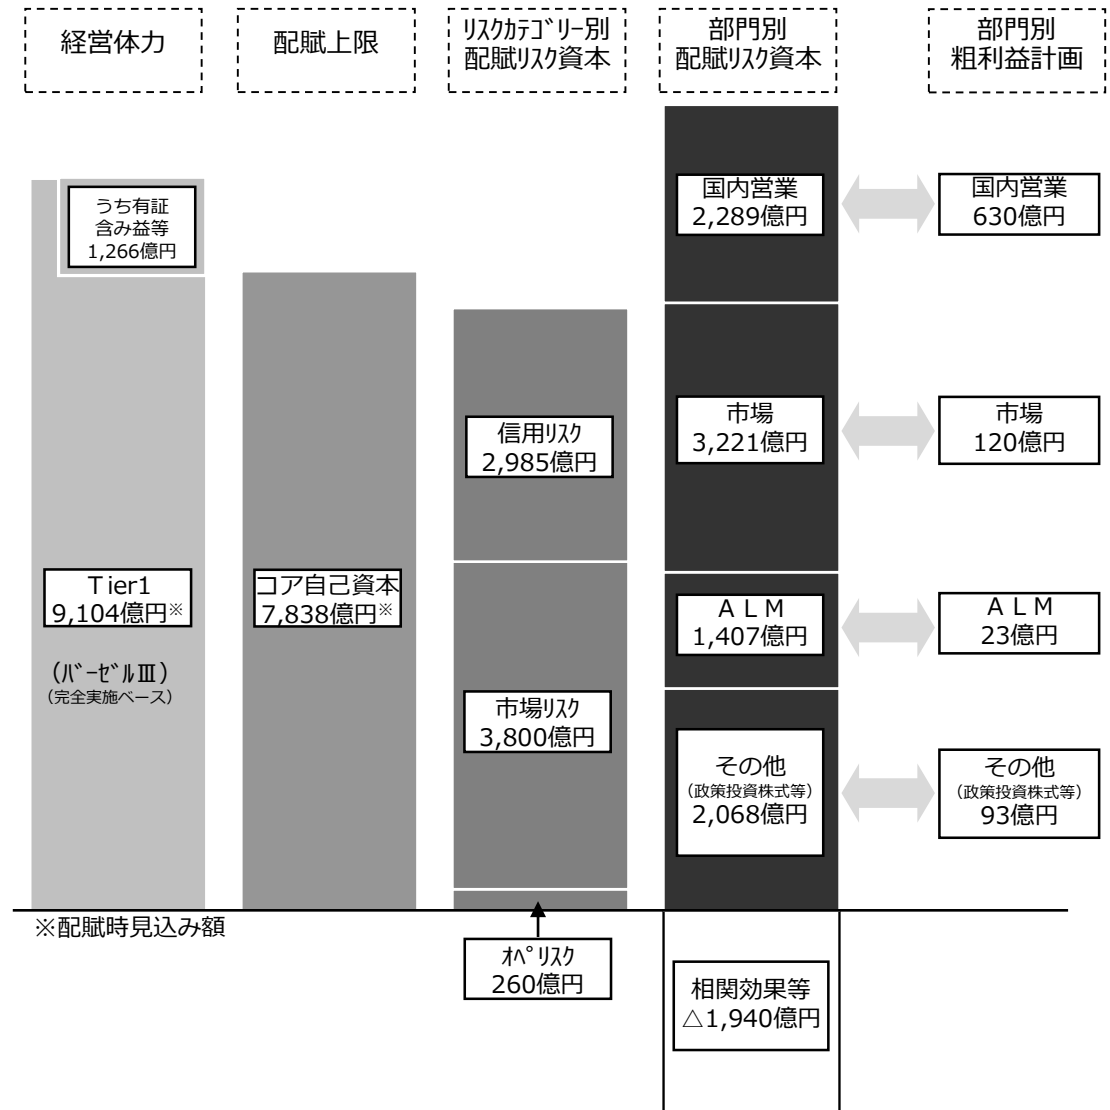 経営体力
配賦上限
ﾘｽｸｶﾃｺﾞﾘｰ別
配賦ﾘｽｸ資本
部門別
配賦ﾘｽｸ資本
部門別
粗利益計画
うち有証
含み益等
1,266億円
Tier1
9,104億円※
(ﾊﾞｰｾﾞﾙⅢ)
(完全実施ベース)
コア自己資本
7,838億円※
信用ﾘｽｸ
2,985億円
市場ﾘｽｸ
3,800億円
ｵﾍﾟﾘｽｸ
260億円
国内営業
2,289億円
市場
3,221億円
ＡＬＭ
1,407億円
その他
(政策投資株式等)
2,068億円
相関効果等
△1,940億円
国内営業
630億円
市場
120億円
ＡＬＭ
23億円
その他
(政策投資株式等)
93億円
※配賦時見込み額